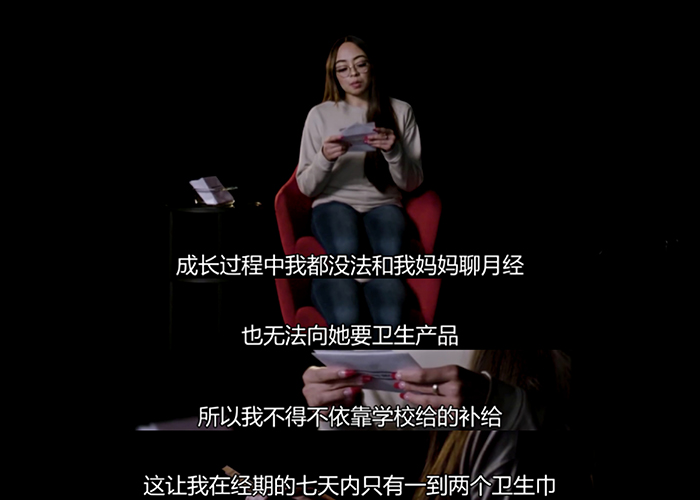 成长过程中我都没法和我妈妈聊月经
也无法向她要卫生产品
所以我不得不依靠学校给的补给
这让我在经期的七天内只有一到两个卫生巾